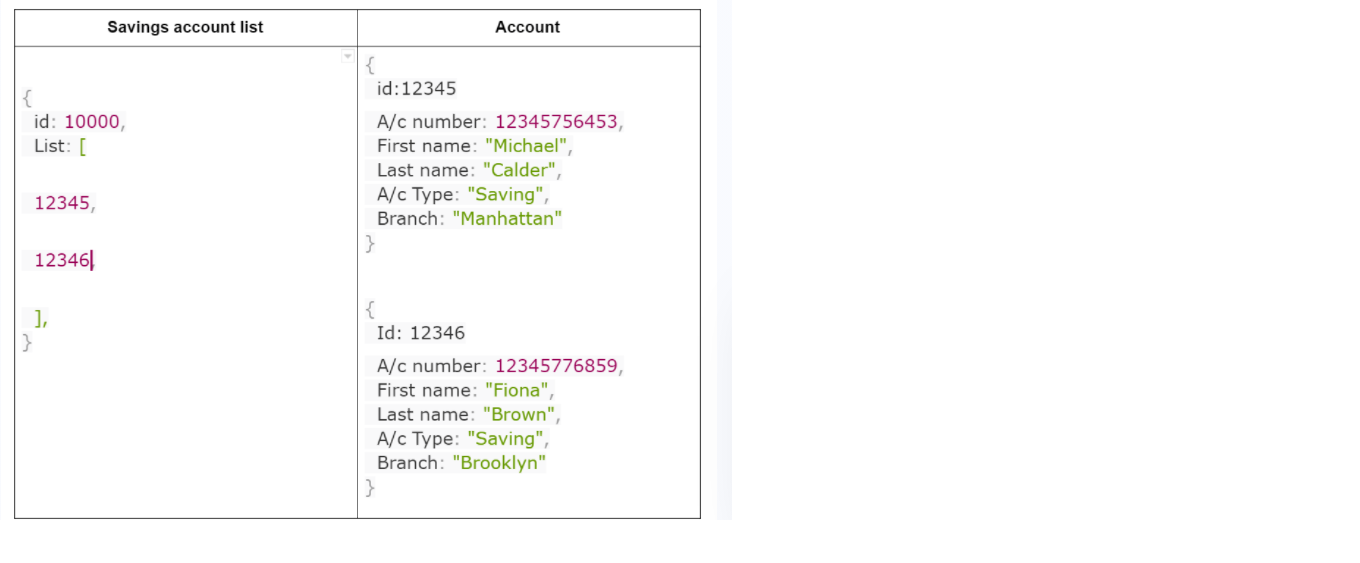 Savings account list
{
id: 10000,
List: [
12345,
12346,
],
}
Account
{
id:12345
A/c number: 12345756453,
First name: "Michael",
Last name: "Calder",
A/c Type: "Saving",
Branch: "Manhattan"
}
{
Id: 12346
A/c number: 12345776859,
First name: "Fiona",
Last name: "Brown",
A/c Type: "Saving",
Branch: "Brooklyn"
}